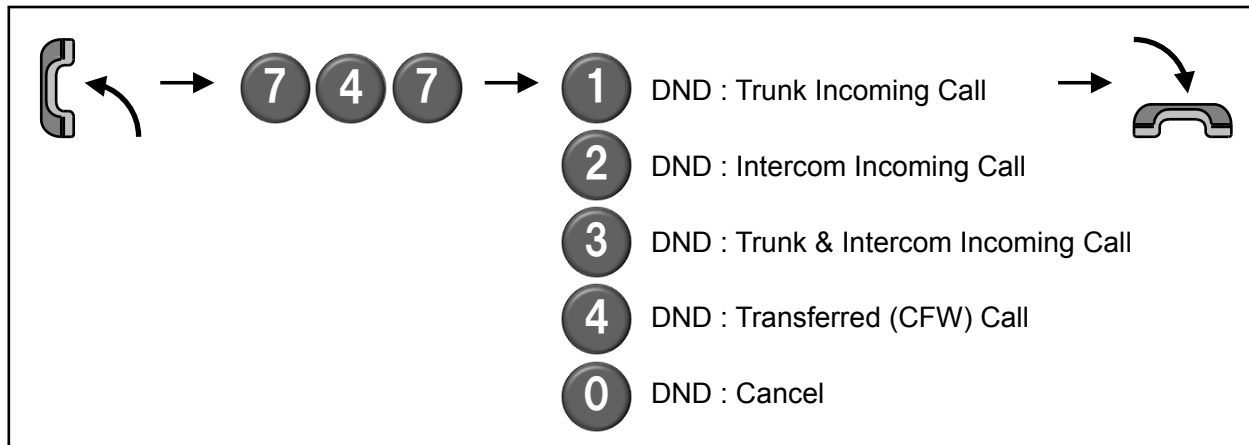 7 4 7 1 DND : Trunk Incoming Call
2 DND : Intercom Incoming Call
3 DND : Trunk & Intercom Incoming Call
4 DND : Transferred (CFW) Call
0 DND : Cancel